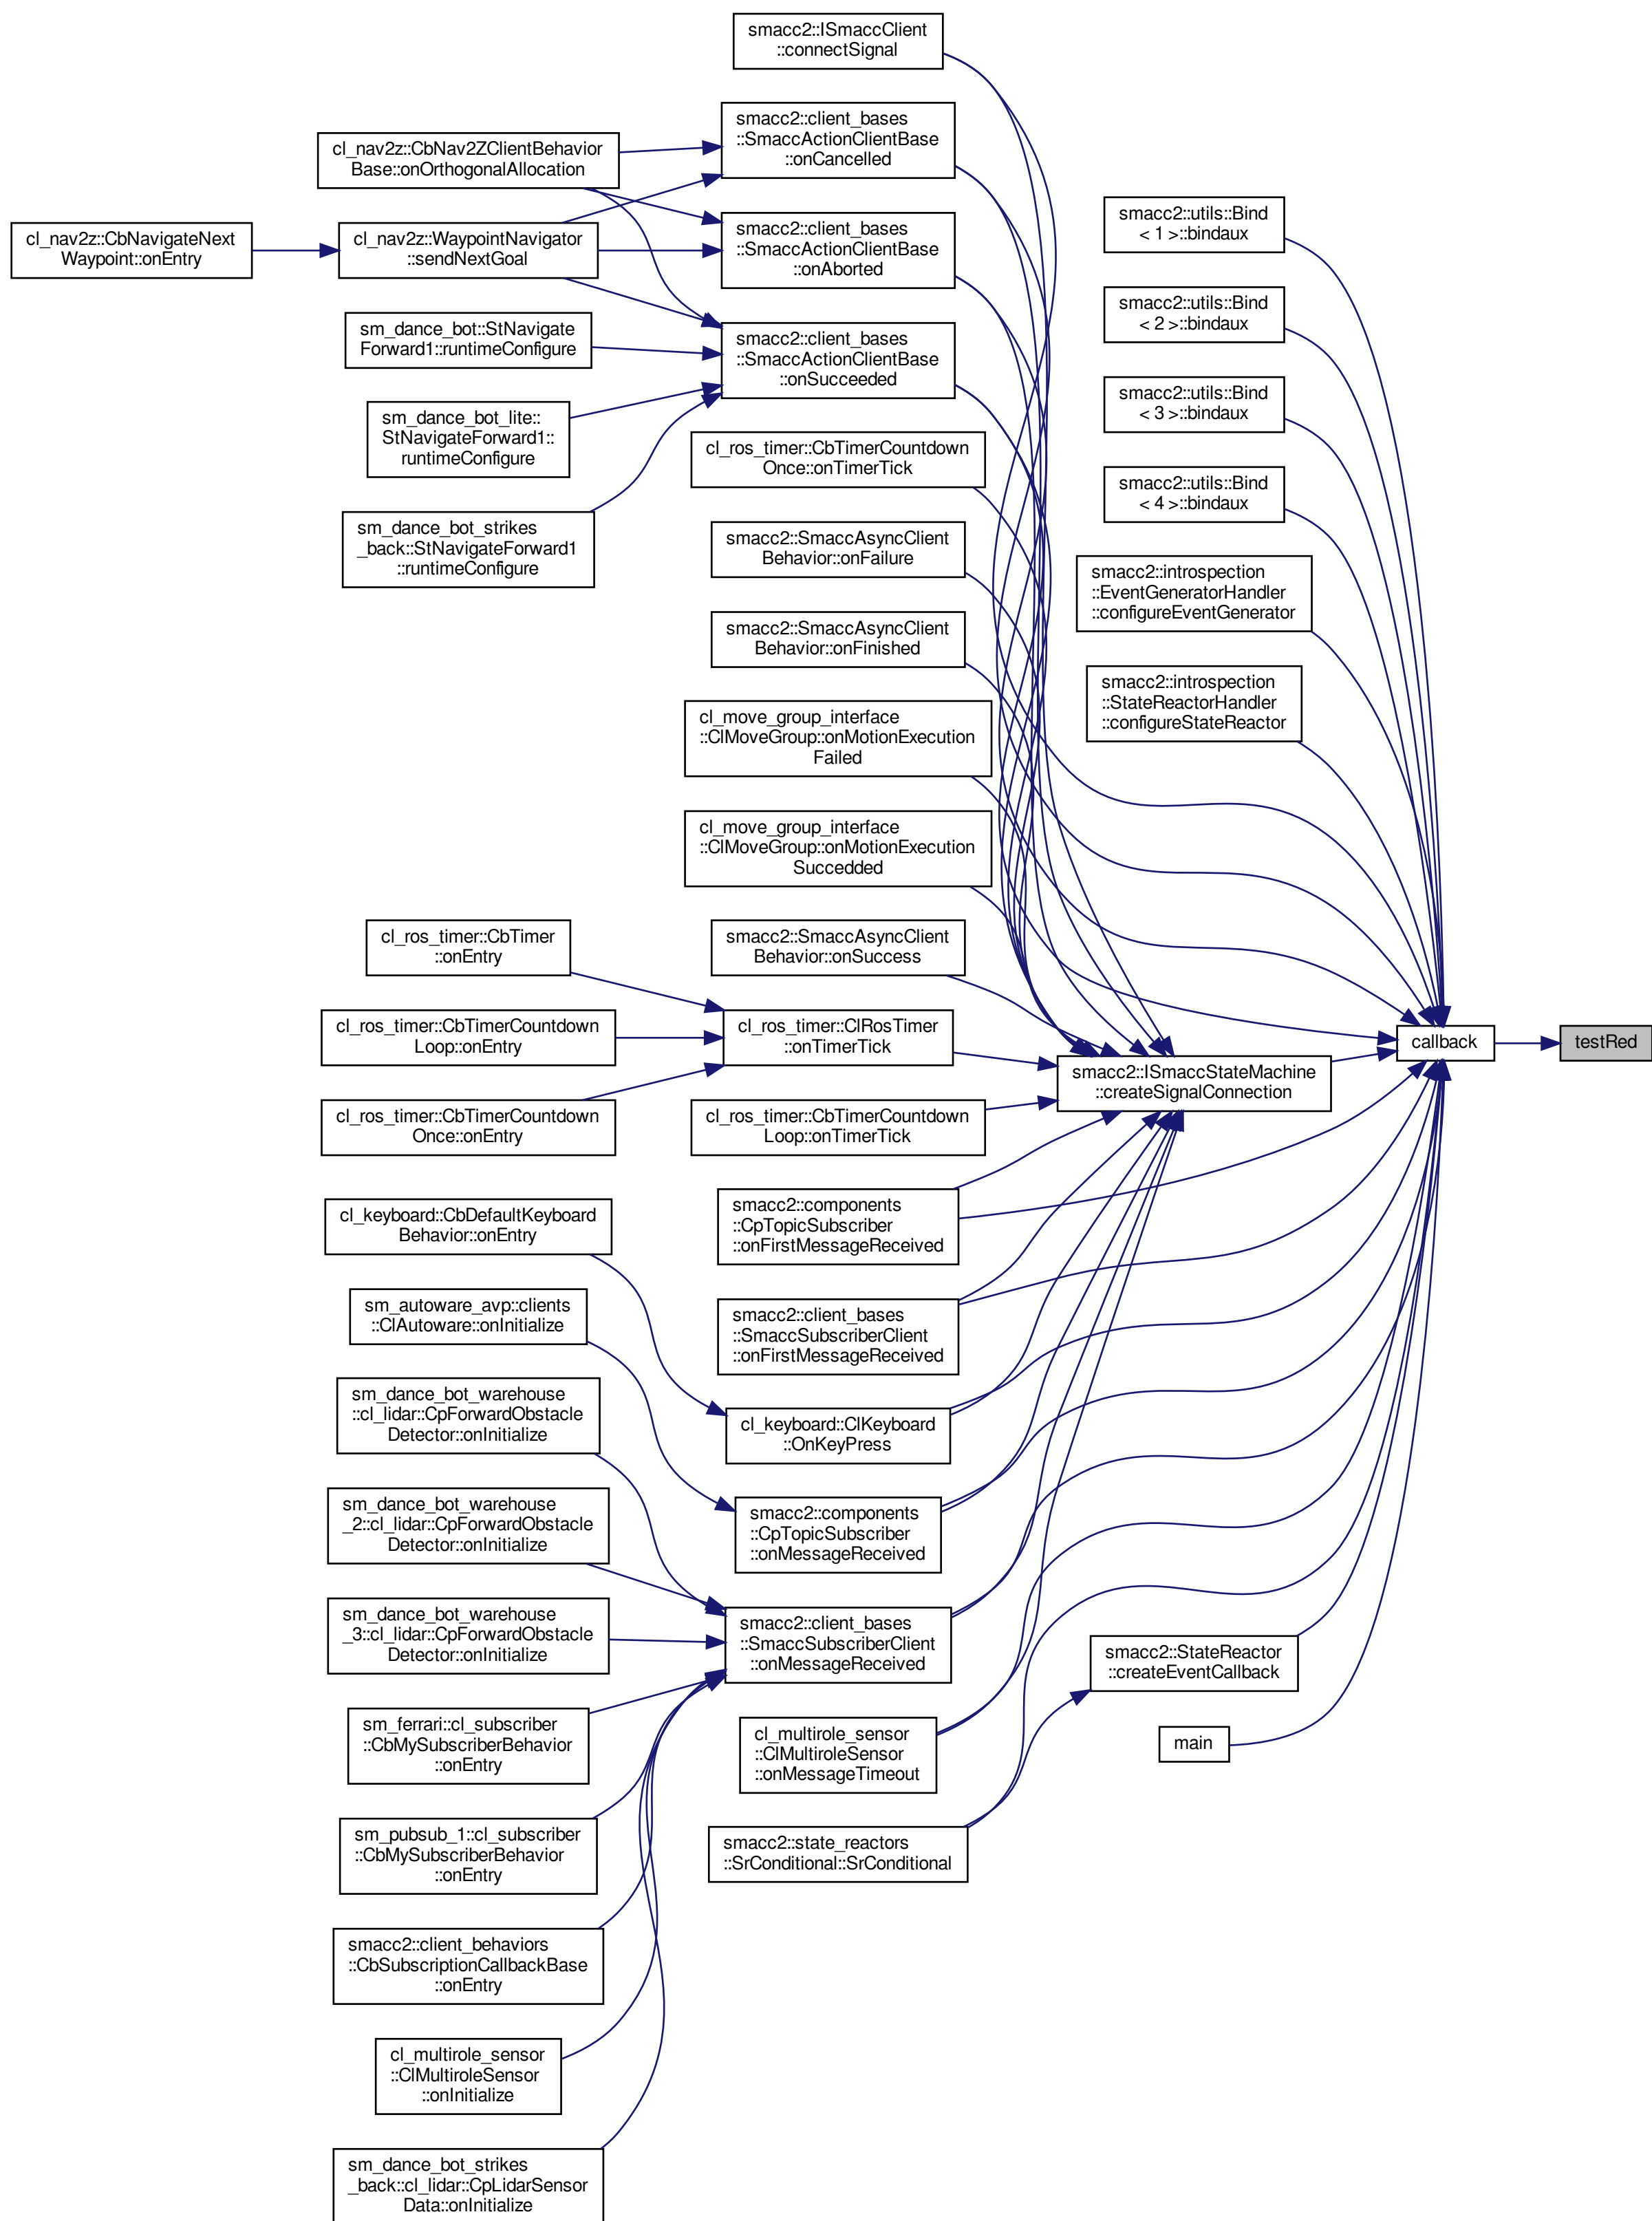 smacc2::ISmaccClient
::connectSignal
smacc2::client_bases
::SmaccActionClientBase
::onCancelled
cl_nav2z::CbNav2ZClientBehavior
Base::onOrthogonalAllocation
smacc2::utils::Bind
< 1 >::bindaux
cl_nav2z::CbNavigateNext
Waypoint::onEntry
cl_nav2z::WaypointNavigator
::sendNextGoal
smacc2::client_bases
::SmaccActionClientBase
::onAborted
smacc2::utils::Bind
< 2 >::bindaux
sm_dance_bot::StNavigate
Forward1::runtimeConfigure
smacc2::client_bases
::SmaccActionClientBase
::onSucceeded
smacc2::utils::Bind
< 3 >::bindaux
sm_dance_bot_lite::
StNavigateForward1::
runtimeConfigure
cl_ros_timer::CbTimerCountdown
Once::onTimerTick
smacc2::utils::Bind
< 4 >::bindaux
sm_dance_bot_strikes
_back::StNavigateForward1
::runtimeConfigure
smacc2::SmaccAsyncClient
Behavior::onFailure
smacc2::introspection
::EventGeneratorHandler
::configureEventGenerator
smacc2::SmaccAsyncClient
Behavior::onFinished
smacc2::introspection
::StateReactorHandler
::configureStateReactor
cl_move_group_interface
::ClMoveGroup::onMotionExecution
Failed
cl_move_group_interface
::ClMoveGroup::onMotionExecution
Succedded
cl_ros_timer::CbTimer
::onEntry
smacc2::SmaccAsyncClient
Behavior::onSuccess
cl_ros_timer::CbTimerCountdown
Loop::onEntry
cl_ros_timer::ClRosTimer
::onTimerTick
callback
testRed
smacc2::ISmaccStateMachine
::createSignalConnection
cl_ros_timer::CbTimerCountdown
Once::onEntry
cl_ros_timer::CbTimerCountdown
Loop::onTimerTick
cl_keyboard::CbDefaultKeyboard
Behavior::onEntry
smacc2::components
::CpTopicSubscriber
::onFirstMessageReceived
sm_autoware_avp::clients
::ClAutoware::onInitialize
smacc2::client_bases
::SmaccSubscriberClient
::onFirstMessageReceived
sm_dance_bot_warehouse
::cl_lidar::CpForwardObstacle
Detector::onInitialize
cl_keyboard::ClKeyboard
::OnKeyPress
sm_dance_bot_warehouse
_2::cl_lidar::CpForwardObstacle
Detector::onInitialize
smacc2::components
::CpTopicSubscriber
::onMessageReceived
sm_dance_bot_warehouse
_3::cl_lidar::CpForwardObstacle
Detector::onInitialize
smacc2::client_bases
::SmaccSubscriberClient
::onMessageReceived
smacc2::StateReactor
::createEventCallback
sm_ferrari::cl_subscriber
::CbMySubscriberBehavior
::onEntry
cl_multirole_sensor
::ClMultiroleSensor
::onMessageTimeout
main
sm_pubsub_1::cl_subscriber
::CbMySubscriberBehavior
::onEntry
smacc2::state_reactors
::SrConditional::SrConditional
smacc2::client_behaviors
::CbSubscriptionCallbackBase
::onEntry
cl_multirole_sensor
::ClMultiroleSensor
::onInitialize
sm_dance_bot_strikes
_back::cl_lidar::CpLidarSensor
Data::onInitialize